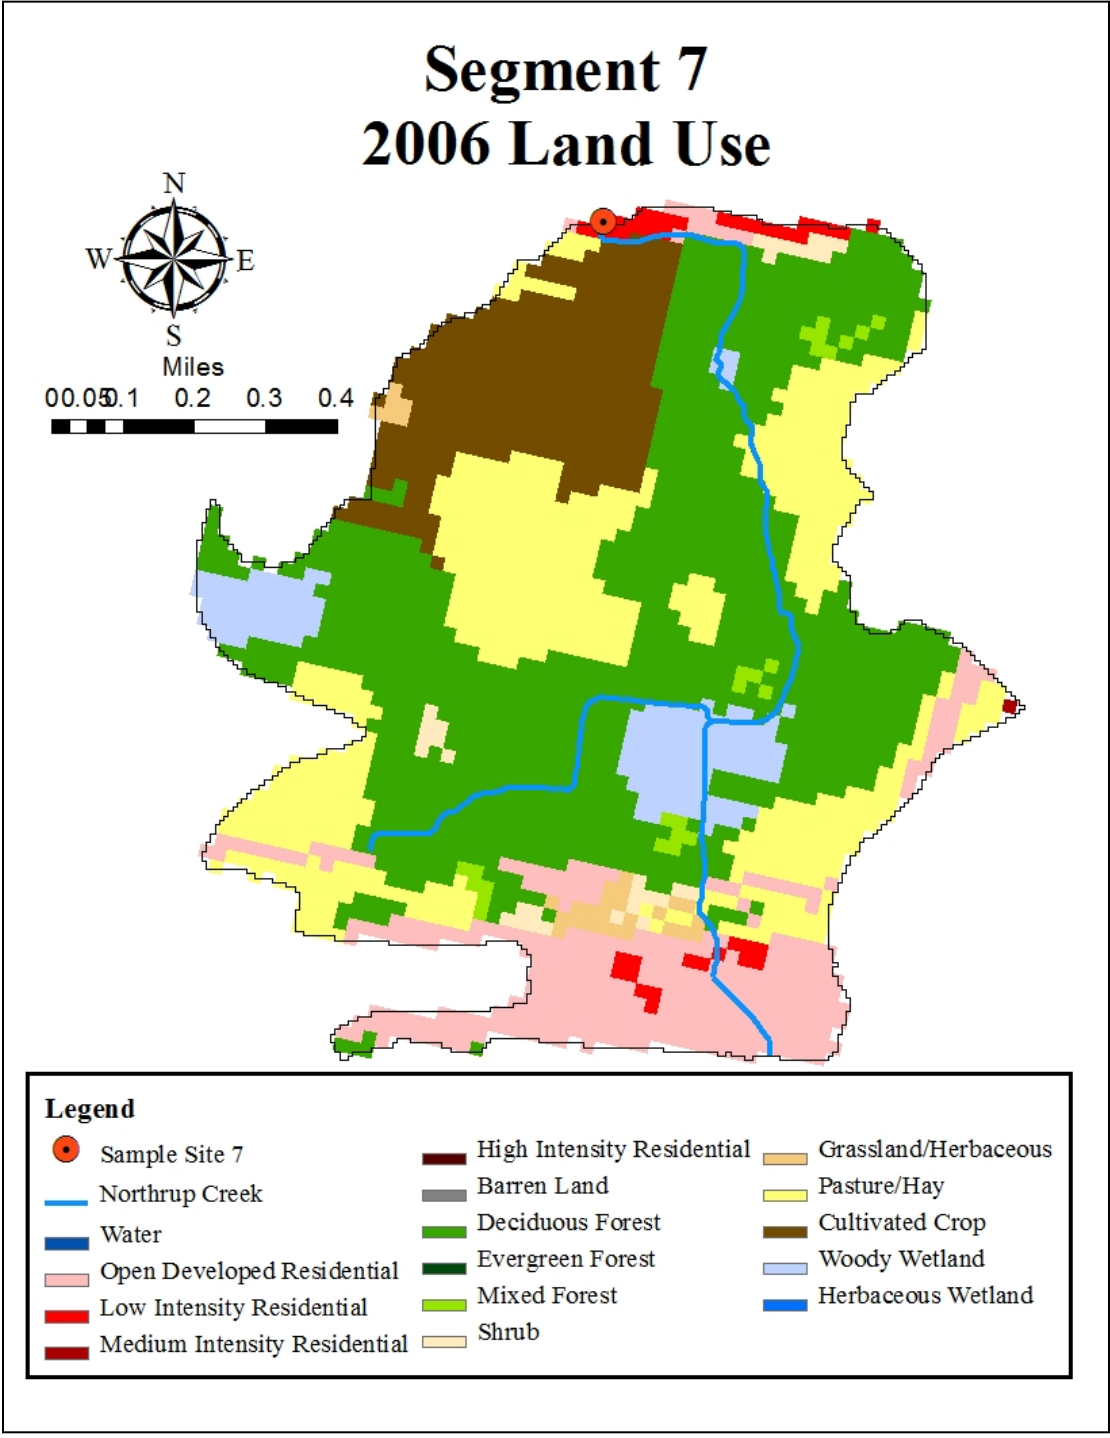 Segment 7
2006 Land Use
N
W E
S
Miles
0 0.05 0.1 0.2 0.3 0.4
Legend
Sample Site 7
Northrup Creek
Water
Open Developed Residential
Low Intensity Residential
Medium Intensity Residential
High Intensity Residential
Barren Land
Deciduous Forest
Evergreen Forest
Mixed Forest
Shrub
Grassland/Herbaceous
Pasture/Hay
Cultivated Crop
Woody Wetland
Herbaceous Wetland